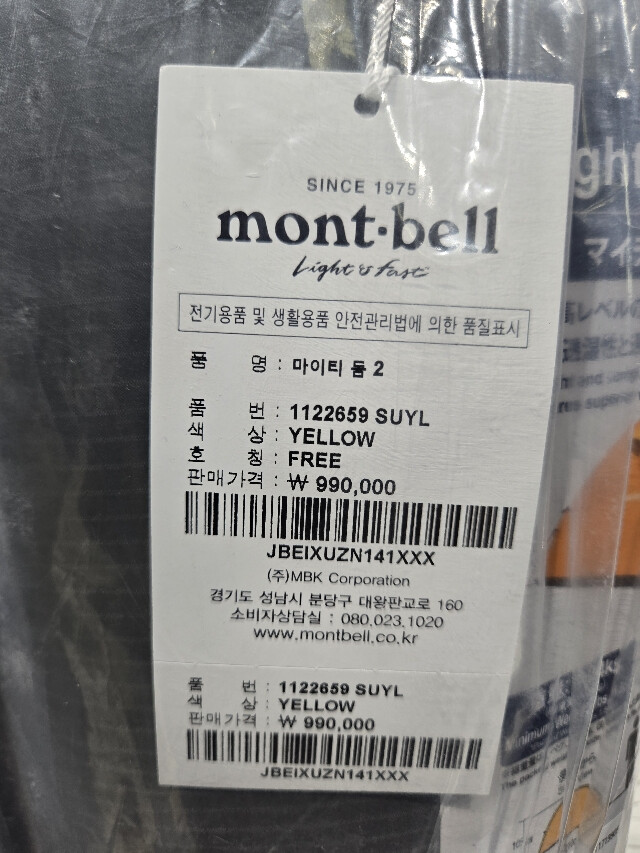 SINCE 1975
mont·bell
Light & Fast
전기용품 및 생활용품 안전관리법에 의한 품질표시
품 명 : 마이티 돔 2
품 번 : 1122659 SUYL
색 상 : YELLOW
호 칭 : FREE
판매가격 : ₩ 990,000
JBEIXUZN141XXX
(주)MBK Corporation
경기도 성남시 분당구 대왕판교로 160
소비자상담실 : 080.023.1020
www.montbell.co.kr
품 번 : 1122659 SUYL
색 상 : YELLOW
판매가격 : ₩ 990,000
JBEIXUZN141XXX